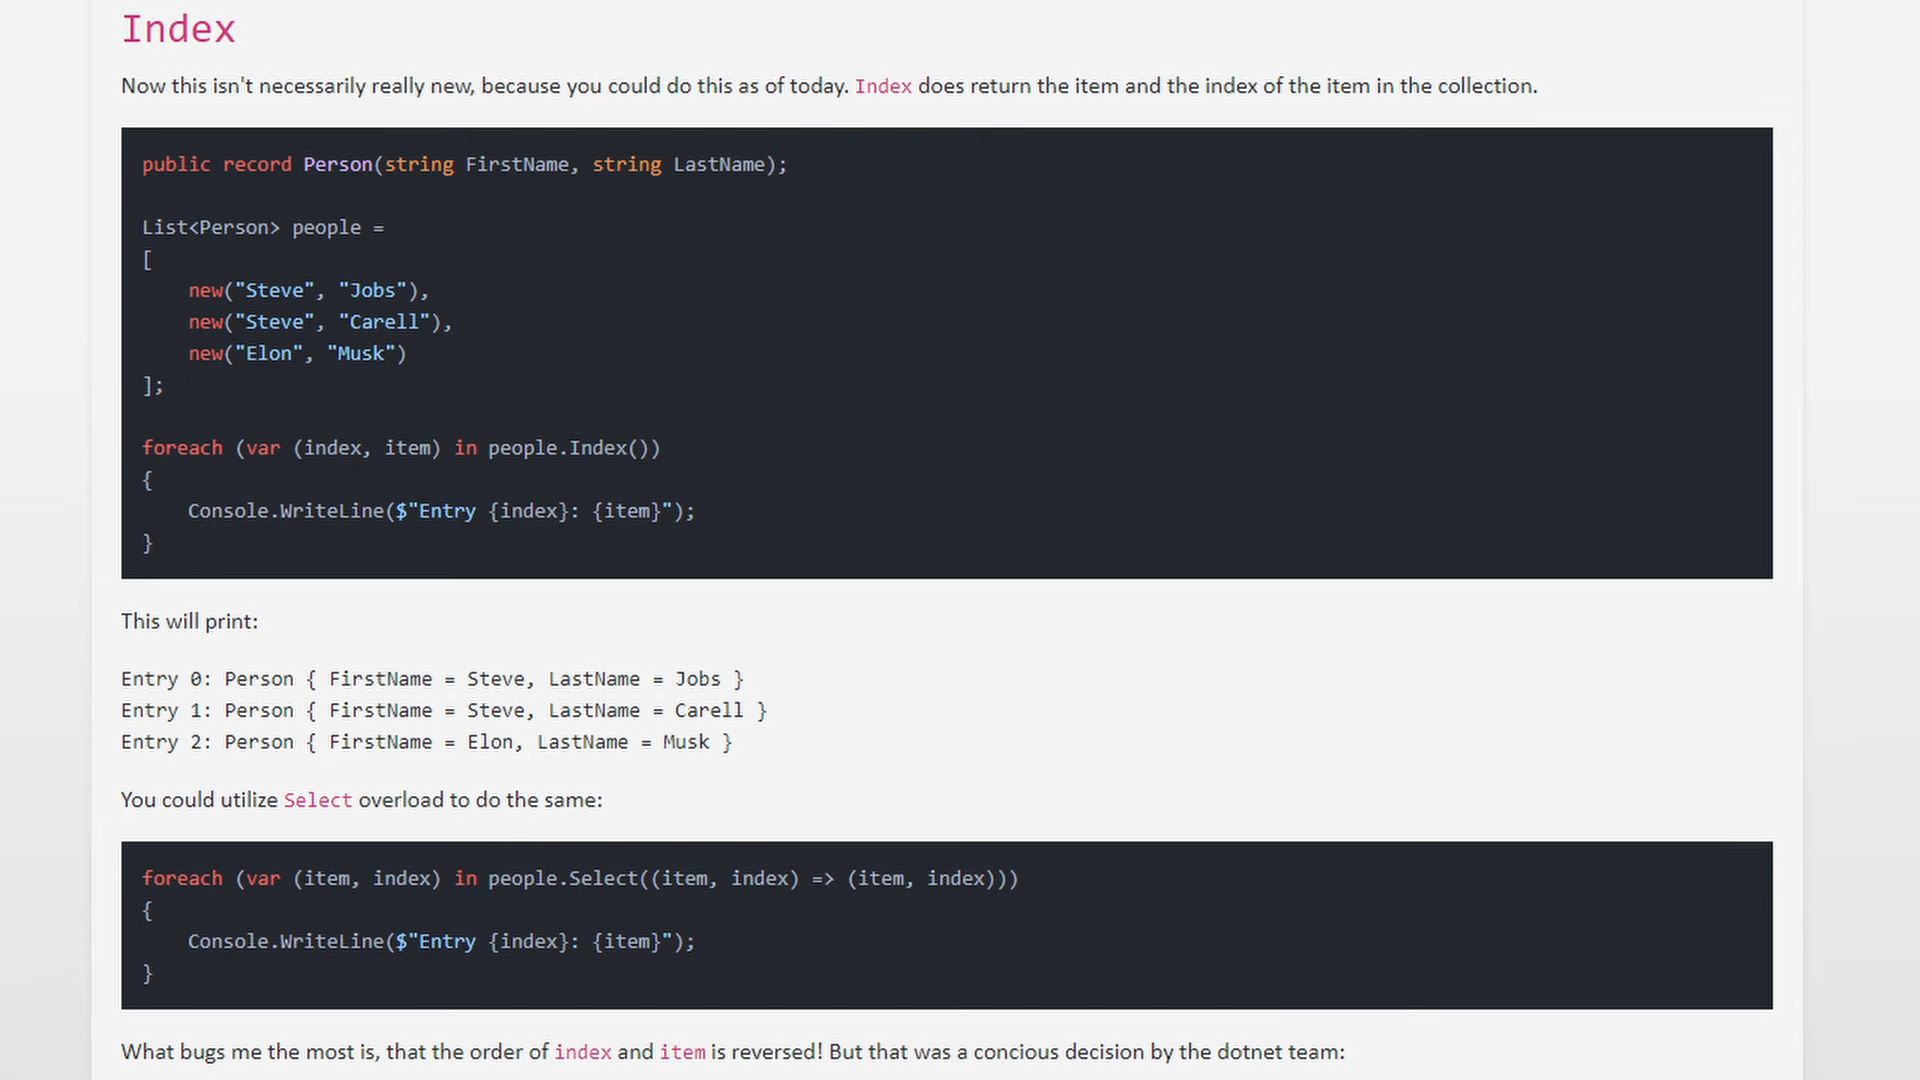 Index
Now this isn't necessarily really new, because you could do this as of today. Index does return the item and the index of the item in the collection.
public record Person(string FirstName, string LastName);
List<Person> people =
[
    new("Steve", "Jobs"),
    new("Steve", "Carell"),
    new("Elon", "Musk")
];
foreach (var (index, item) in people.Index())
{
    Console.WriteLine($"Entry {index}: {item}");
}
This will print:
Entry 0: Person { FirstName = Steve, LastName = Jobs }
Entry 1: Person { FirstName = Steve, LastName = Carell }
Entry 2: Person { FirstName = Elon, LastName = Musk }
You could utilize Select overload to do the same:
foreach (var (item, index) in people.Select((item, index) => (item, index)))
{
    Console.WriteLine($"Entry {index}: {item}");
}
What bugs me the most is, that the order of index and item is reversed! But that was a concious decision by the dotnet team: